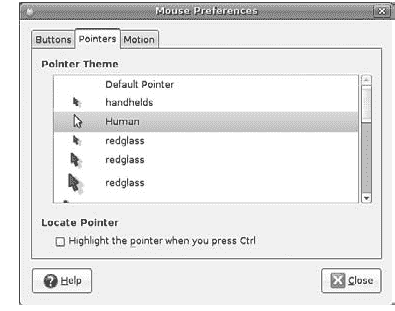 Mouse Preferences
Buttons Pointers Motion
Pointer Theme
Default Pointer
handhelds
Human
redglass
redglass
redglass
Locate Pointer
Highlight the pointer when you press Ctrl
Help Close